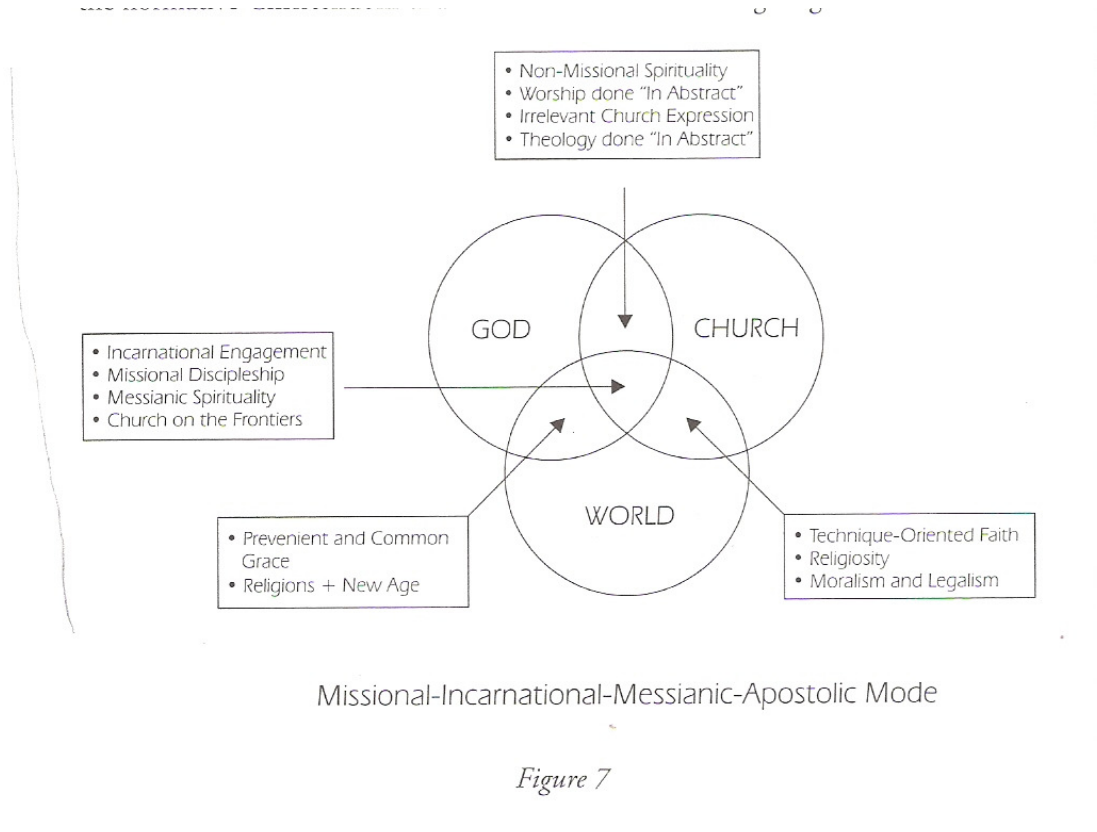 • Non-Missional Spirituality
• Worship done “In Abstract”
• Irrelevant Church Expression
• Theology done “In Abstract”
GOD
CHURCH
• Incarnational Engagement
• Missional Discipleship
• Messianic Spirituality
• Church on the Frontiers
WORLD
• Prevenient and Common
Grace
• Religions + New Age
• Technique-Oriented Faith
• Religiosity
• Moralism and Legalism
Missional-Incarnational-Messianic-Apostolic Mode
Figure 7